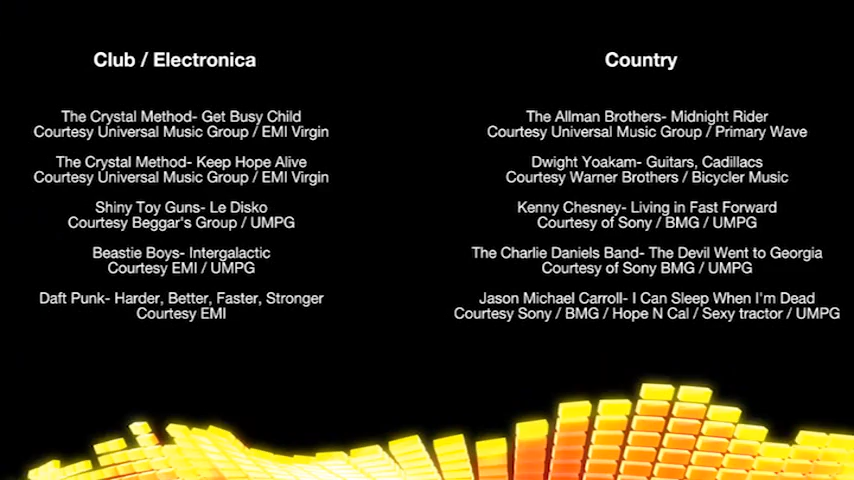 Club / Electronica
The Crystal Method- Get Busy Child
Courtesy Universal Music Group / EMI Virgin
The Crystal Method- Keep Hope Alive
Courtesy Universal Music Group / EMI Virgin
Shiny Toy Guns- Le Disko
Courtesy Beggar's Group / UMPG
Beastie Boys- Intergalactic
Courtesy EMI / UMPG
Daft Punk- Harder, Better, Faster, Stronger
Courtesy EMI
Country
The Allman Brothers- Midnight Rider
Courtesy Universal Music Group / Primary Wave
Dwight Yoakam- Guitars, Cadillacs
Courtesy Warner Brothers / Bicycler Music
Kenny Chesney- Living in Fast Forward
Courtesy of Sony / BMG / UMPG
The Charlie Daniels Band- The Devil Went to Georgia
Courtesy of Sony BMG / UMPG
Jason Michael Carroll- I Can Sleep When I'm Dead
Courtesy Sony / BMG / Hope N Cal / Sexy tractor / UMPG